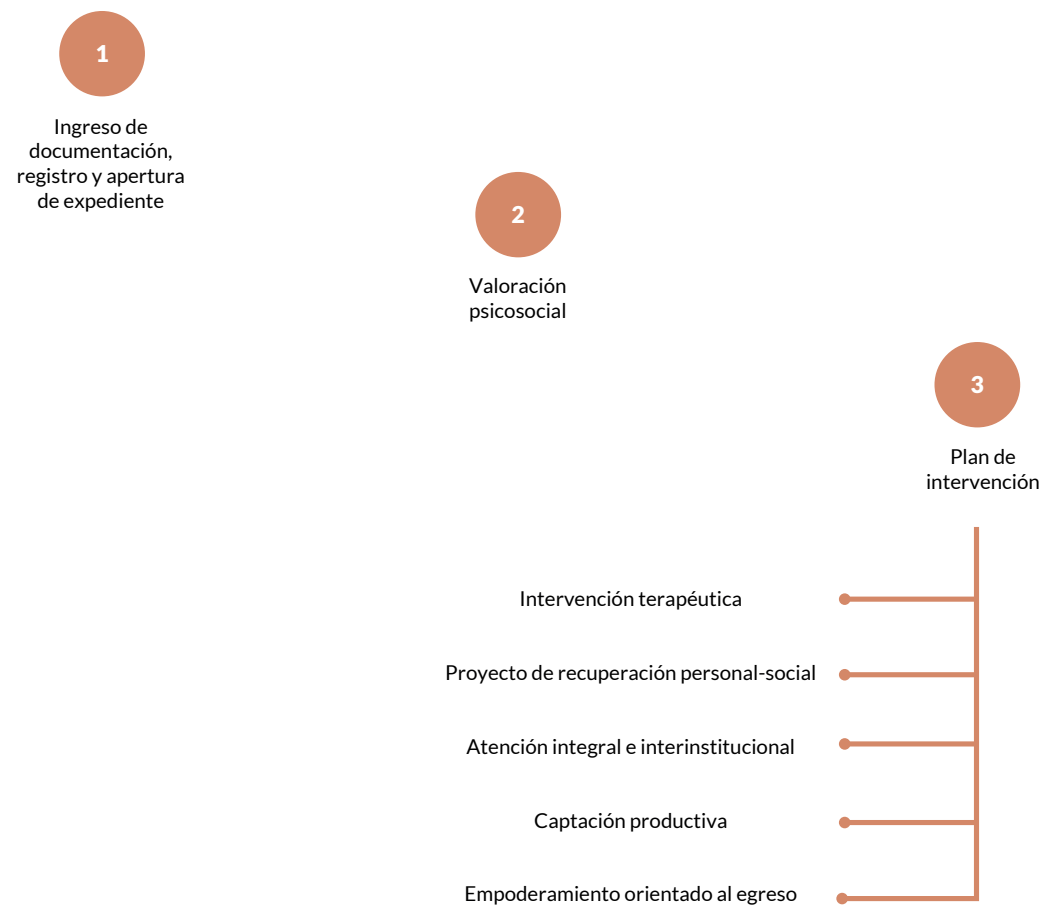 1
Ingreso de
documentación,
registro y apertura
de expediente
2
Valoración
psicosocial
3
Plan de
intervención
Intervención terapéutica
Proyecto de recuperación personal-social
Atención integral e interinstitucional
Captación productiva
Empoderamiento orientado al egreso